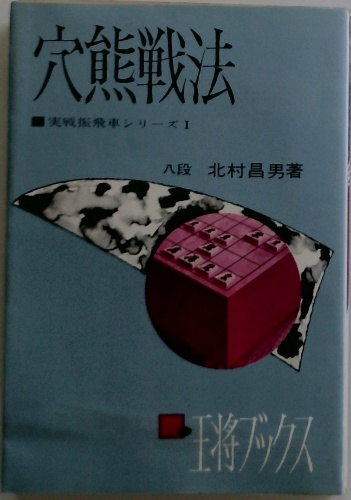 穴熊戦法
■実戦振飛車シリーズⅠ
八段 北村昌男著
王将ブックス